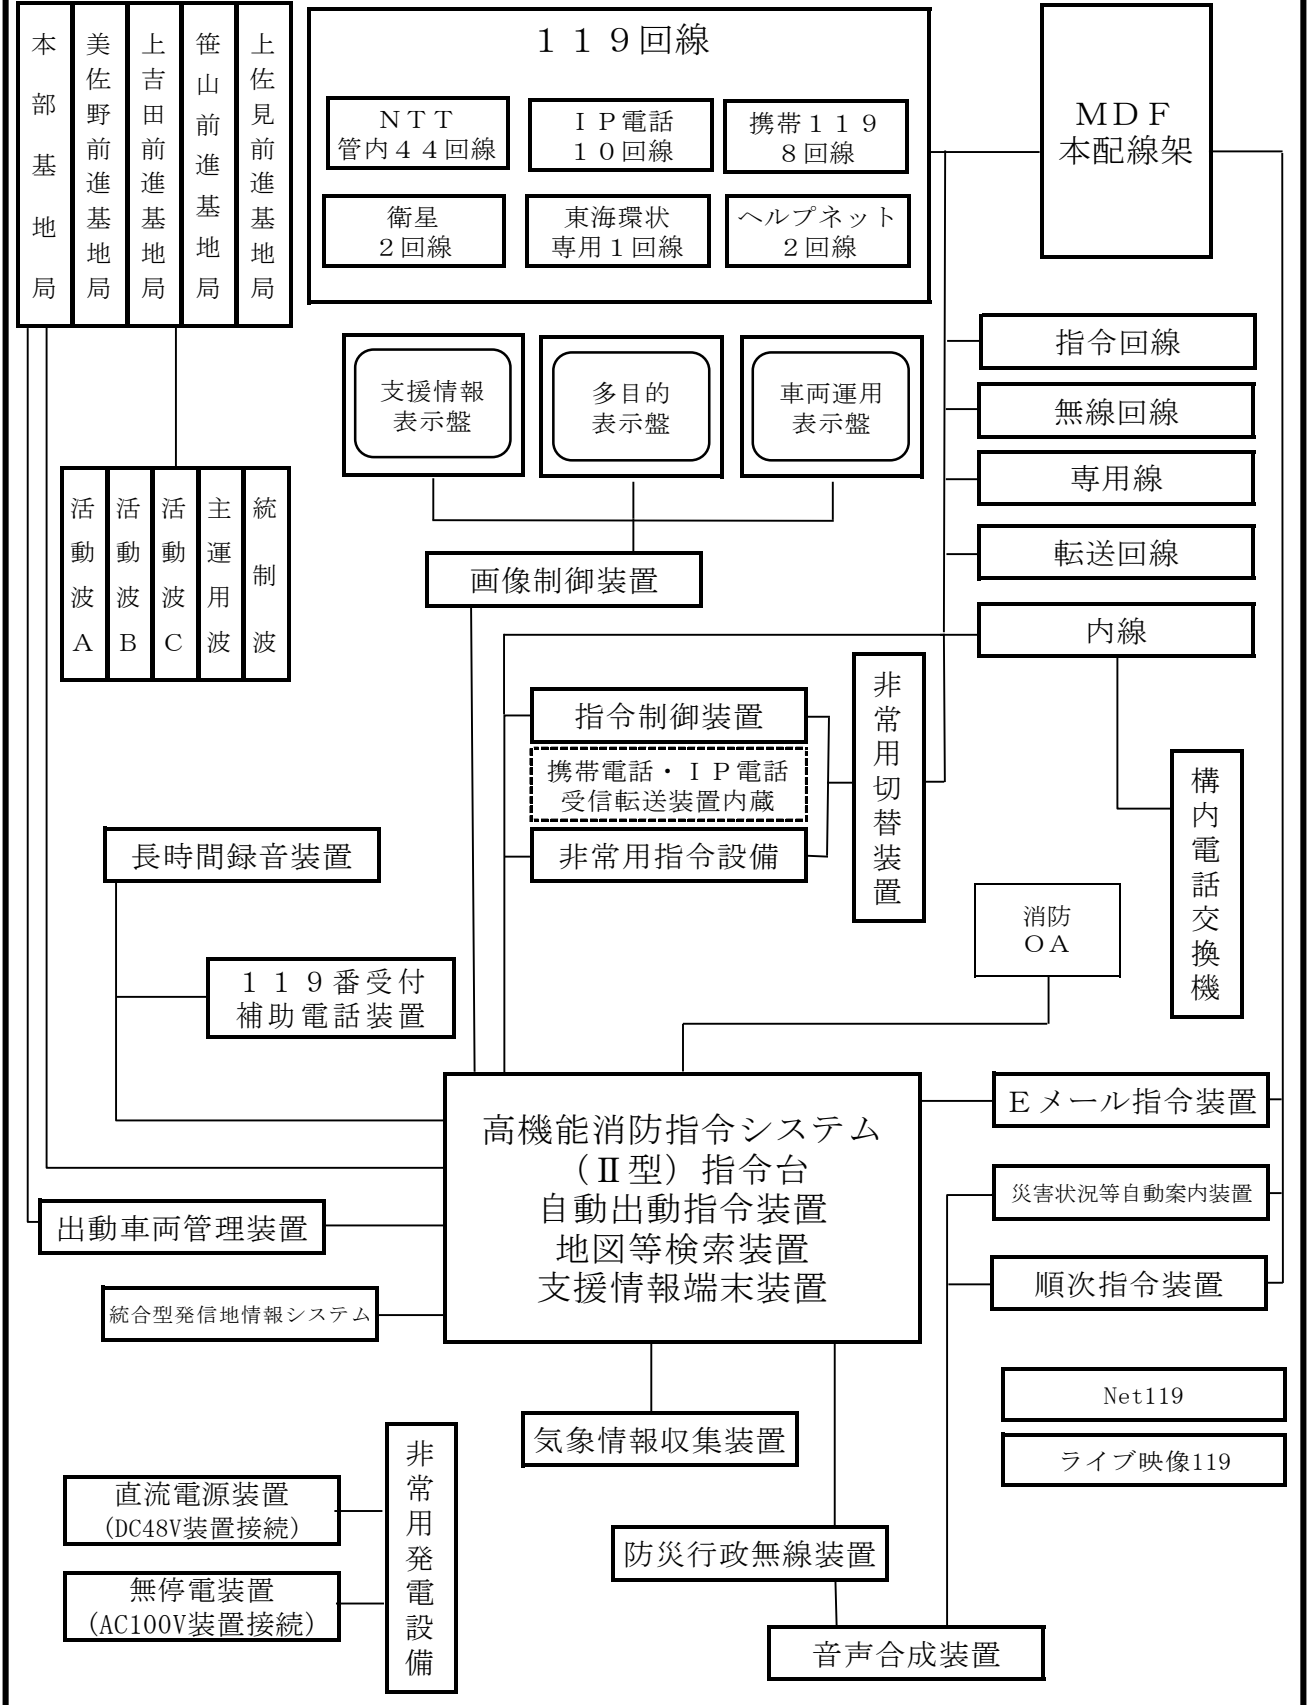 本部基地局
美佐野前進基地局
上吉田前進基地局
笹山前進基地局
上佐見前進基地局
１１９回線
ＮＴＴ
管内４４回線
ＩＰ電話
１０回線
携帯１１９
８回線
衛星
２回線
東海環状
専用１回線
ヘルプネット
２回線
ＭＤＦ
本配線架
指令回線
無線回線
専用線
転送回線
内線
支援情報
表示盤
多目的
表示盤
車両運用
表示盤
画像制御装置
活動波Ａ
活動波Ｂ
活動波Ｃ
主運用波
統制波
指令制御装置
携帯電話・ＩＰ電話
受信転送装置内蔵
非常用指令設備
非常用切替装置
構内電話交換機
長時間録音装置
１１９番受付
補助電話装置
消防
ＯＡ
高機能消防指令システム
（Ⅱ型）指令台
自動出動指令装置
地図等検索装置
支援情報端末装置
Ｅメール指令装置
災害状況等自動案内装置
順次指令装置
出動車両管理装置
統合型発信地情報システム
Net119
ライブ映像119
気象情報収集装置
非常用発電設備
直流電源装置
(DC48V装置接続)
無停電装置
(AC100V装置接続)
防災行政無線装置
音声合成装置